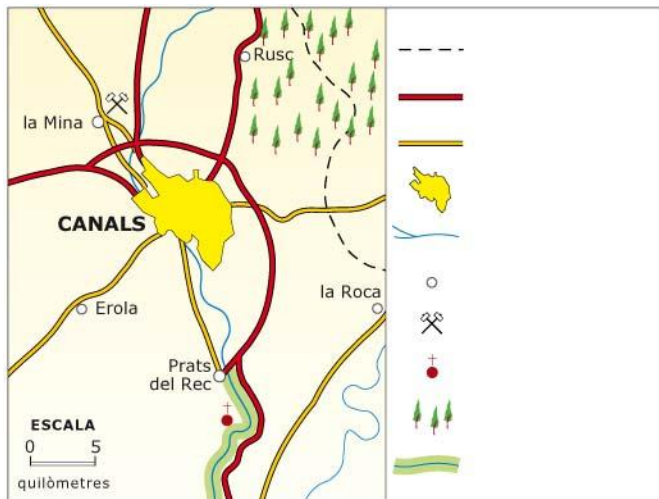 Rusc
la Mina
CANALS
la Roca
Erola
Prats
del Rec
ESCALA
0 5
quilòmetres